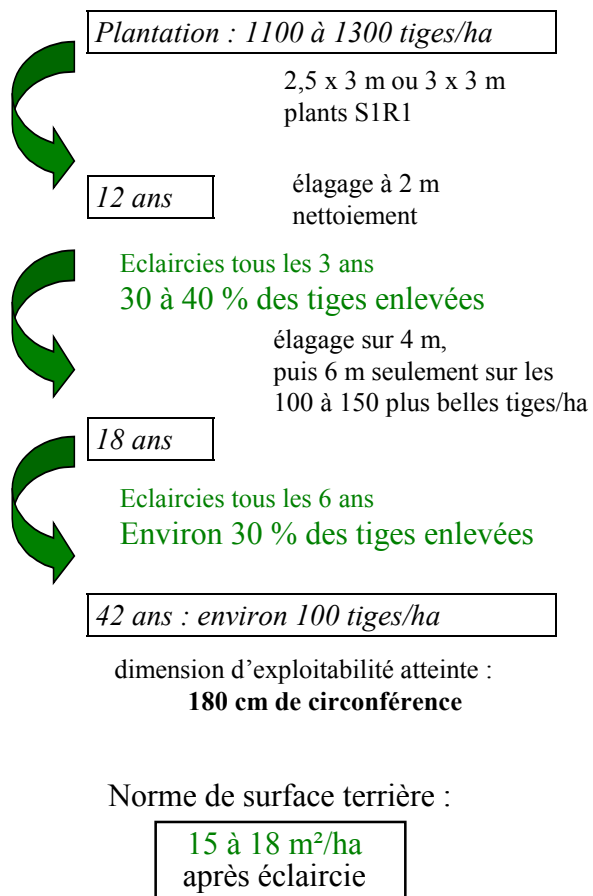 Plantation : 1100 à 1300 tiges/ha
2,5 x 3 m ou 3 x 3 m
plants S1R1
12 ans
élagage à 2 m
nettoiement
Eclaircies tous les 3 ans
30 à 40 % des tiges enlevées
élagage sur 4 m,
puis 6 m seulement sur les
100 à 150 plus belles tiges/ha
18 ans
Eclaircies tous les 6 ans
Environ 30 % des tiges enlevées
42 ans : environ 100 tiges/ha
dimension d’exploitabilité atteinte :
180 cm de circonférence
Norme de surface terrière :
15 à 18 m²/ha
après éclaircie